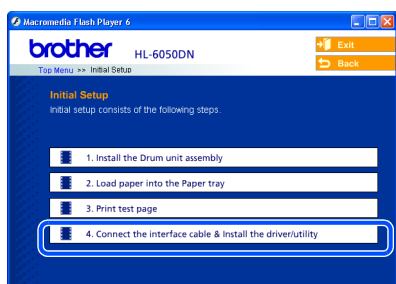 Macromedia Flash Player 6
brother HL-6050DN
Exit
Top Menu >> Initial Setup
Back
Initial Setup
Initial setup consists of the following steps.
1. Install the Drum unit assembly
2. Load paper into the Paper tray
3. Print test page
4. Connect the interface cable & Install the driver/utility